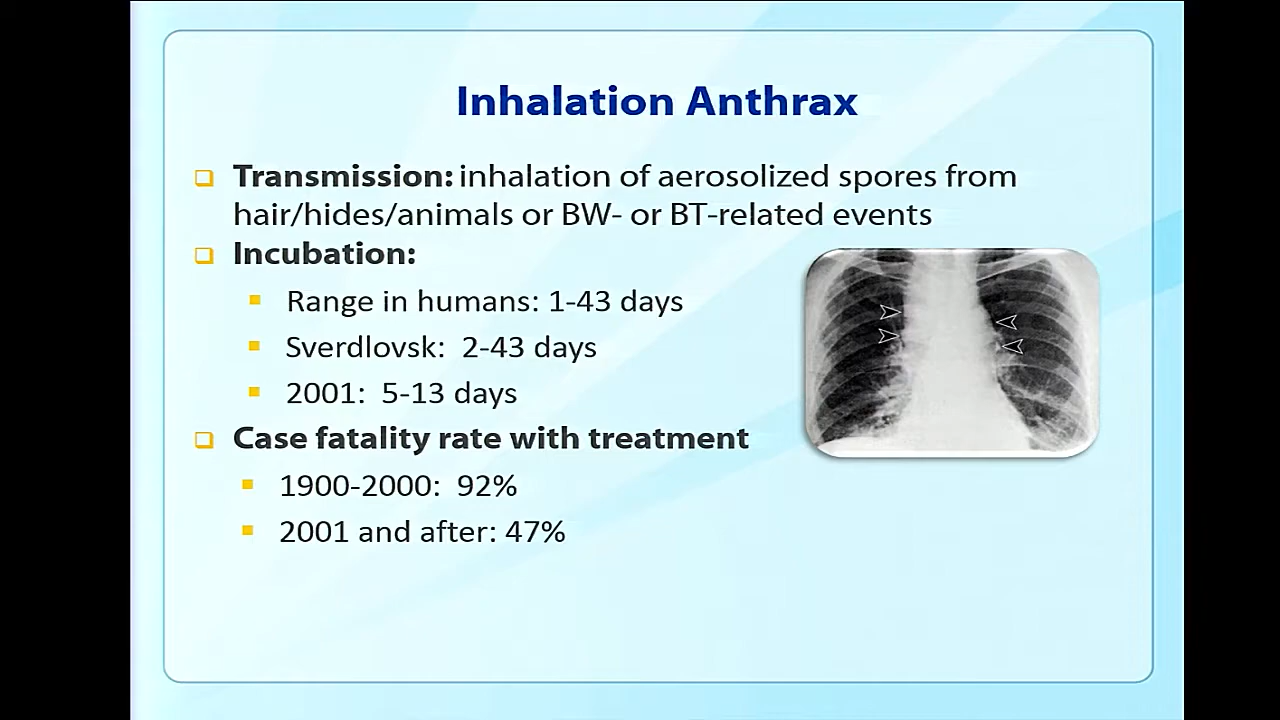 Inhalation Anthrax
Transmission: inhalation of aerosolized spores from
hair/hides/animals or BW- or BT-related events
Incubation:
Range in humans: 1-43 days
Sverdlovsk: 2-43 days
2001: 5-13 days
Case fatality rate with treatment
1900-2000: 92%
2001 and after: 47%